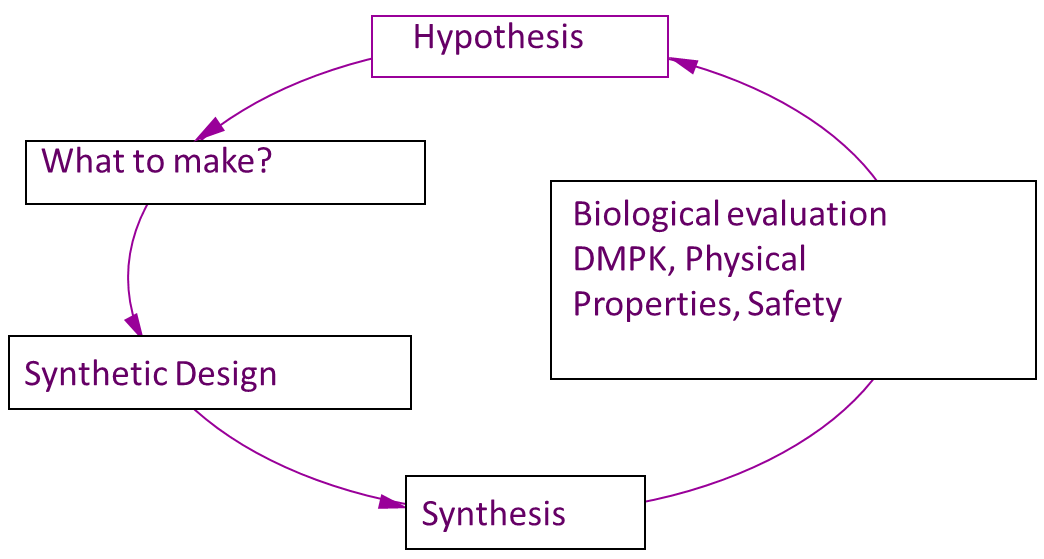 Hypothesis
What to make?
Synthetic Design
Synthesis
Biological evaluation
DMPK, Physical
Properties, Safety